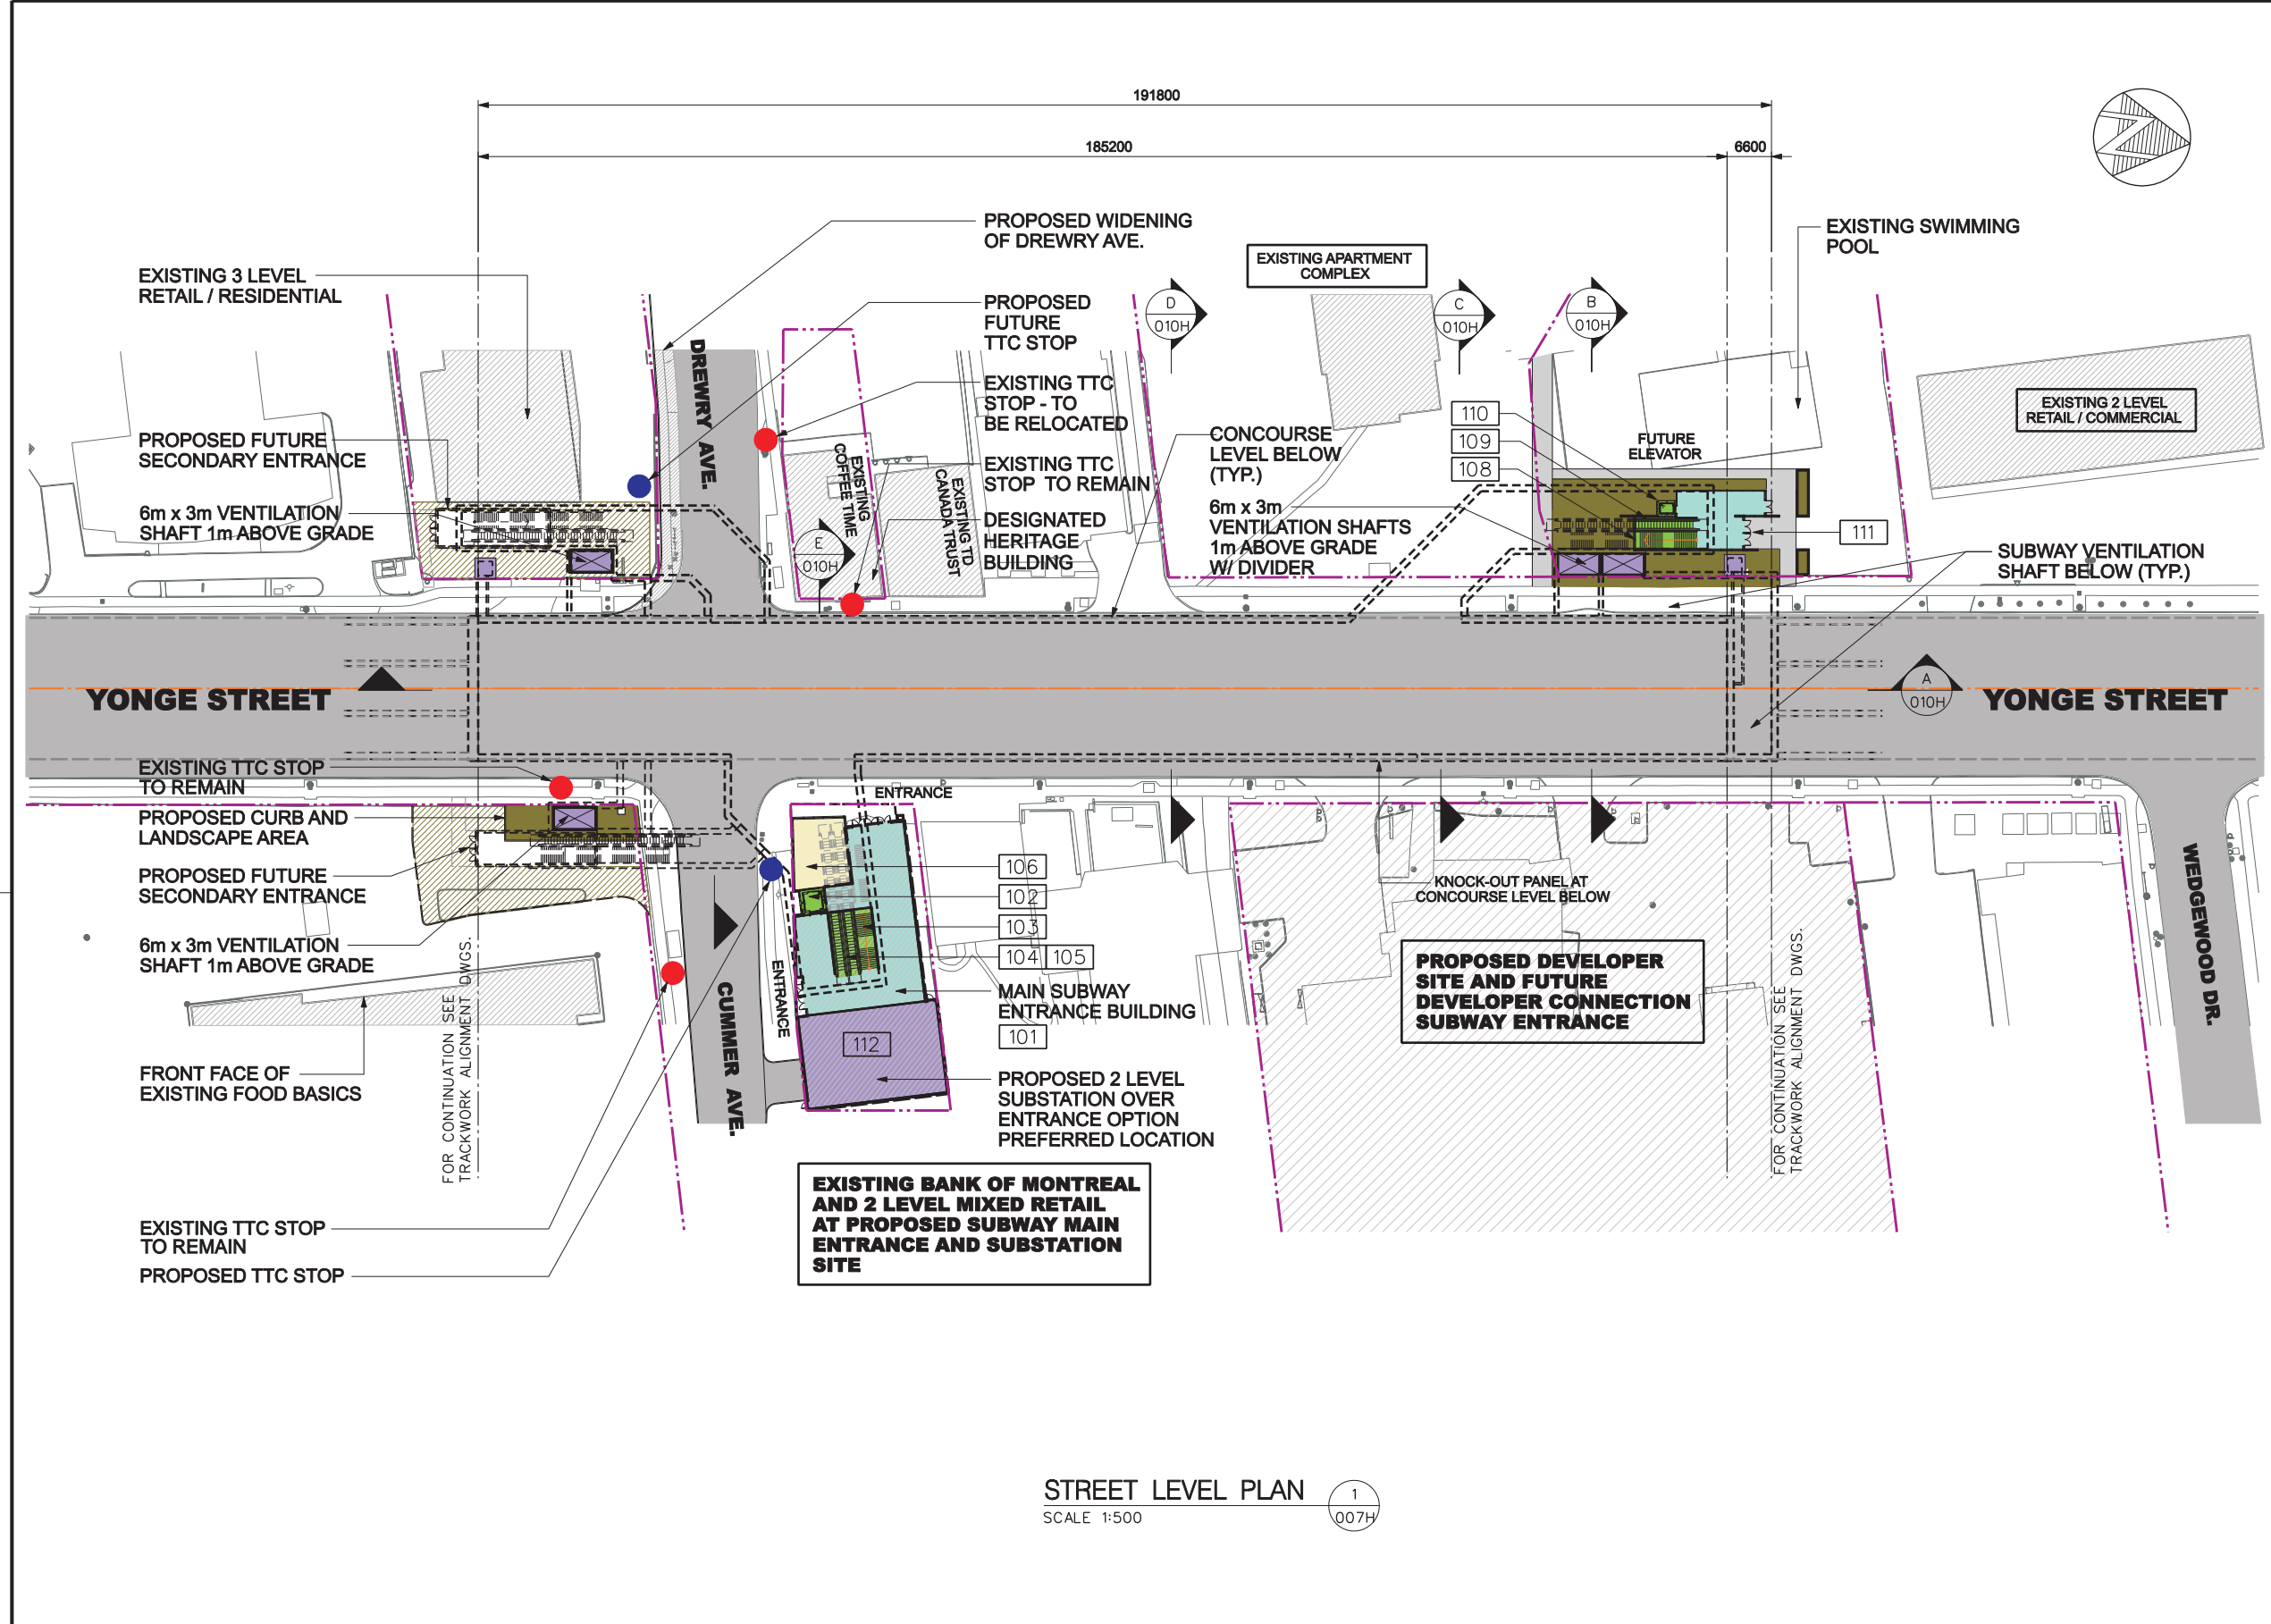 191800
185200
6600
PROPOSED WIDENING
OF DREWRY AVE.
EXISTING SWIMMING
POOL
EXISTING APARTMENT
COMPLEX
EXISTING 3 LEVEL
RETAIL / RESIDENTIAL
PROPOSED
FUTURE
TTC STOP
D
010H
C
010H
B
010H
DREWRY AVE.
EXISTING TTC
STOP - TO
BE RELOCATED
EXISTING 2 LEVEL
RETAIL / COMMERCIAL
110
109
108
FUTURE
ELEVATOR
PROPOSED FUTURE
SECONDARY ENTRANCE
EXISTING
COFFEE TIME
EXISTING TD
CANADA TRUST
CONCOURSE
LEVEL BELOW
(TYP.)
EXISTING TTC
STOP TO REMAIN
6m x 3m VENTILATION
SHAFT 1m ABOVE GRADE
DESIGNATED
HERITAGE
BUILDING
6m x 3m
VENTILATION SHAFTS
1m ABOVE GRADE
W/ DIVIDER
111
E
010H
SUBWAY VENTILATION
SHAFT BELOW (TYP.)
YONGE STREET
A
010H
YONGE STREET
EXISTING TTC STOP
TO REMAIN
ENTRANCE
PROPOSED CURB AND
LANDSCAPE AREA
PROPOSED FUTURE
SECONDARY ENTRANCE
106
102
103
104 105
KNOCK-OUT PANEL AT
CONCOURSE LEVEL BELOW
WEDGEWOOD DR.
6m x 3m VENTILATION
SHAFT 1m ABOVE GRADE
FOR CONTINUATION SEE
TRACKWORK ALIGNMENT DWGS.
CUMMER AVE.
ENTRANCE
MAIN SUBWAY
ENTRANCE BUILDING
101
112
PROPOSED DEVELOPER
SITE AND FUTURE
DEVELOPER CONNECTION
SUBWAY ENTRANCE
FOR CONTINUATION SEE
TRACKWORK ALIGNMENT DWGS.
FRONT FACE OF
EXISTING FOOD BASICS
PROPOSED 2 LEVEL
SUBSTATION OVER
ENTRANCE OPTION
PREFERRED LOCATION
EXISTING BANK OF MONTREAL
AND 2 LEVEL MIXED RETAIL
AT PROPOSED SUBWAY MAIN
ENTRANCE AND SUBSTATION
SITE
EXISTING TTC STOP
TO REMAIN
PROPOSED TTC STOP
STREET LEVEL PLAN
SCALE 1:500
1
007H